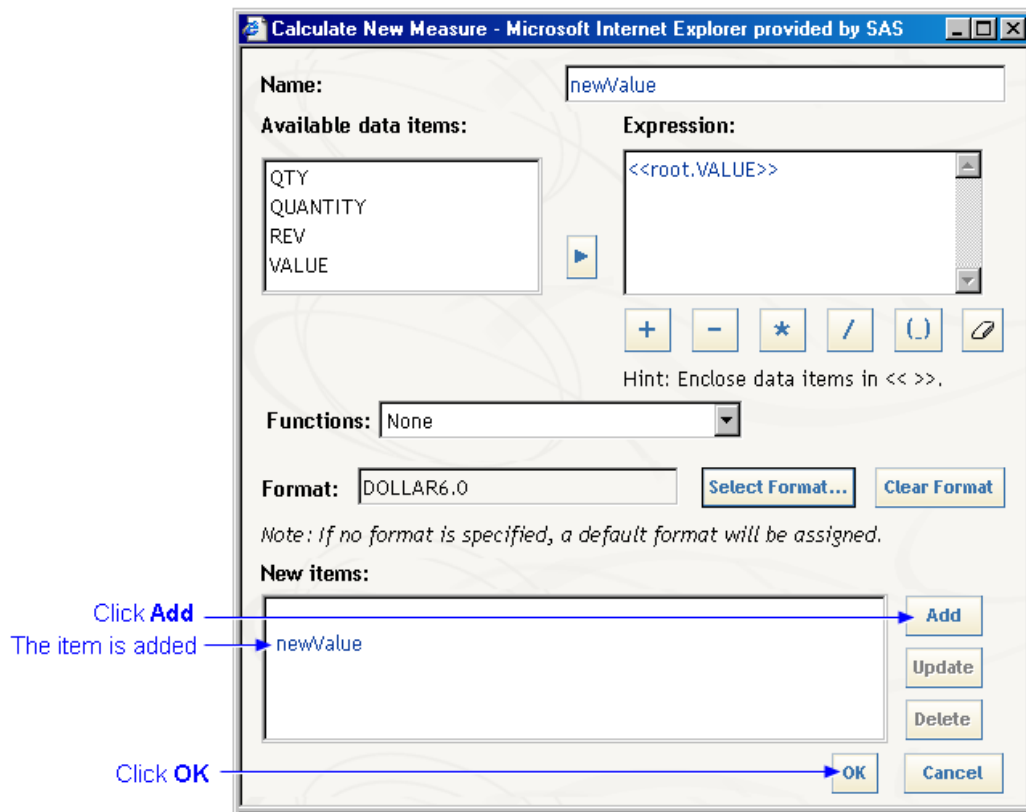 Calculate New Measure - Microsoft Internet Explorer provided by SAS
Name: newValue
Available data items: Expression:
QTY
QUANTITY
REV
VALUE
<<root.VALUE>>
+ - * / (_)
Hint: Enclose data items in << >>.
Functions: None
Format: DOLLAR6.0 Select Format... Clear Format
Note: If no format is specified, a default format will be assigned.
New items:
Click Add
The item is added
newValue
Add
Update
Delete
Click OK
OK Cancel